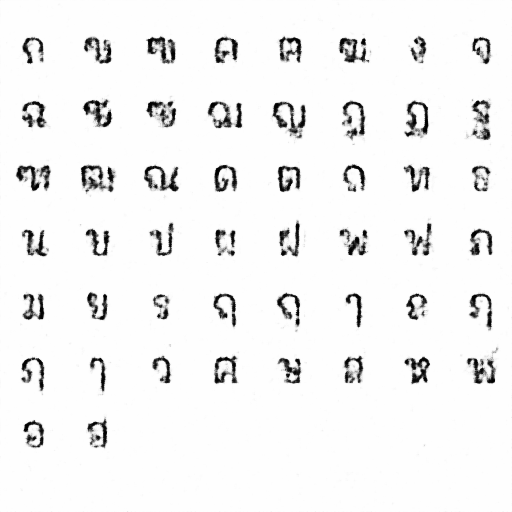 ก ข ฃ ค ฅ ฆ ง จ
ฉ ช ซ ฌ ญ ฎ ฏ ฐ
ฑ ฒ ณ ด ต ถ ท ธ
น บ ป ผ ฝ พ ฟ ภ
ม ย ร ฤ ฤ ๅ ล ฦ
ฦ ๅ ว ศ ษ ส ห ฬ
อ ฮ